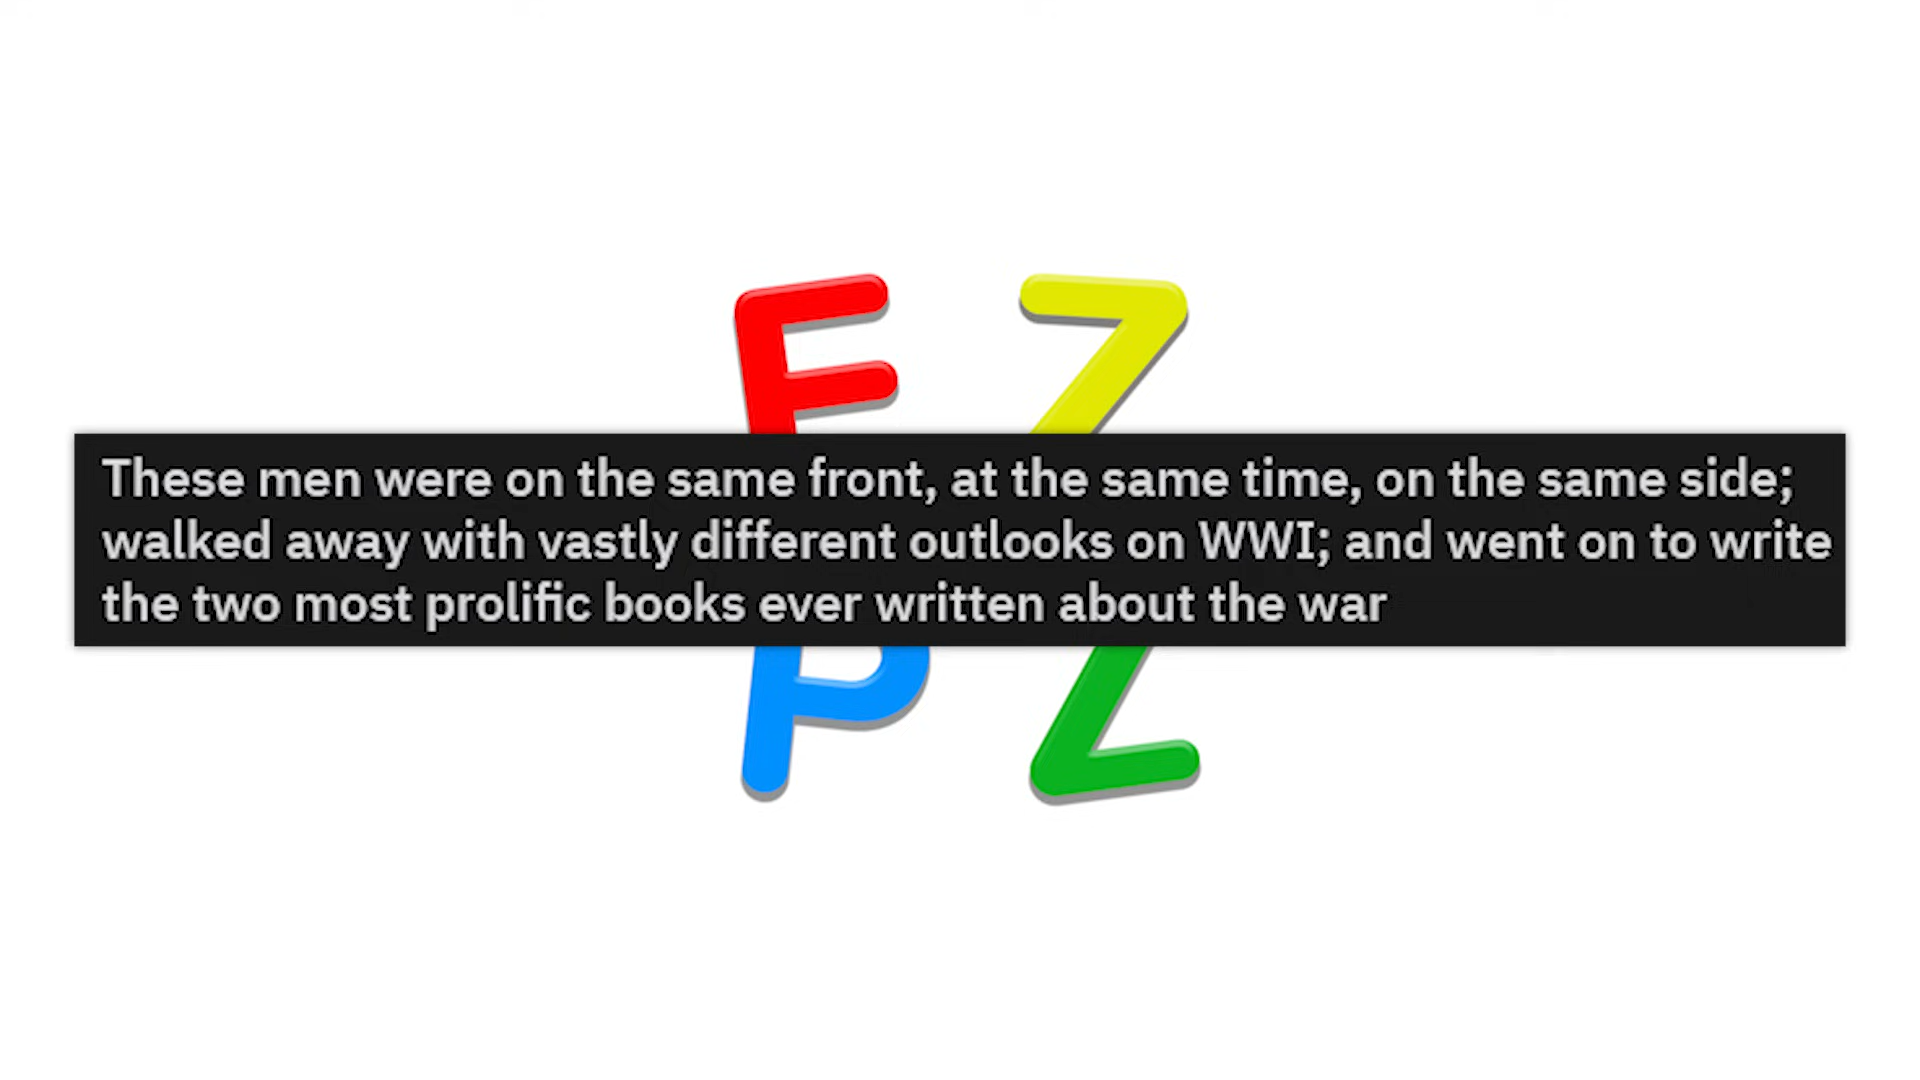 F Z
These men were on the same front, at the same time, on the same side;
walked away with vastly different outlooks on WWI; and went on to write
the two most prolific books ever written about the war
P Z